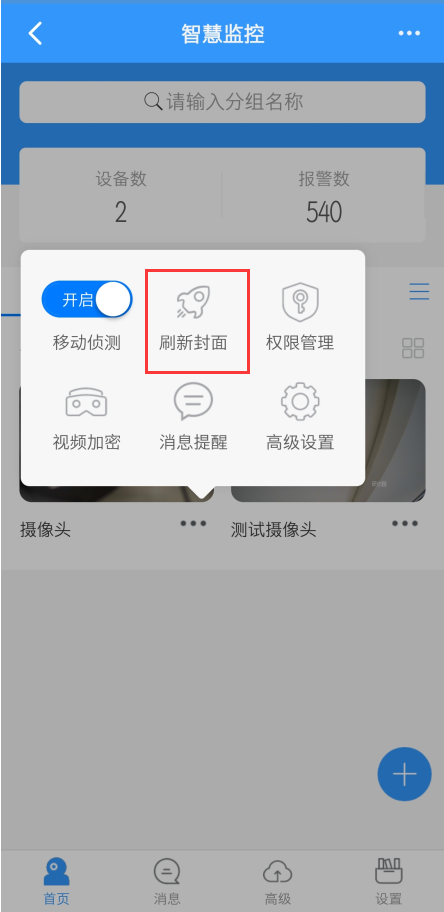 智慧监控
请输入分组名称
设备数
报警数
2
540
开启
移动侦测
刷新封面
权限管理
视频加密
消息提醒
高级设置
摄像头
测试摄像头
首页
消息
高级
设置